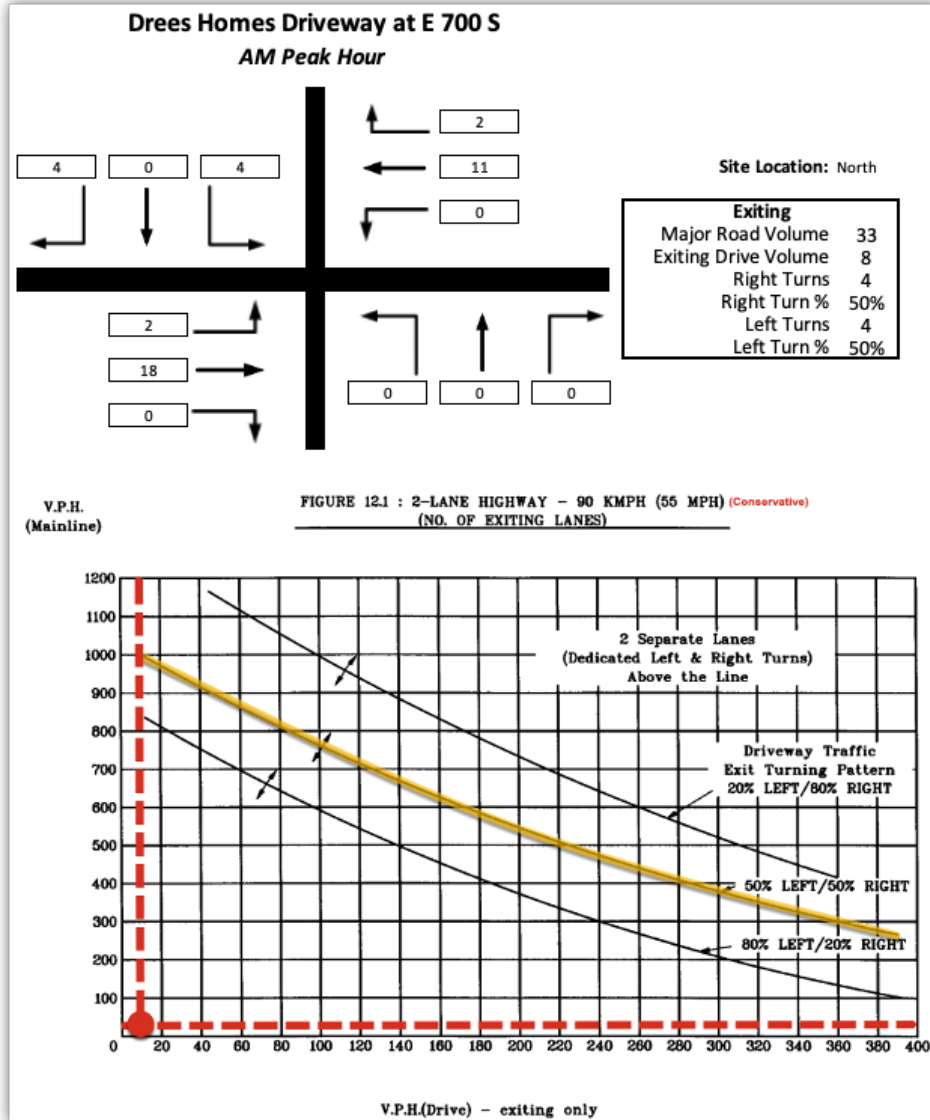 Drees Homes Driveway at E 700 S
AM Peak Hour
2
4 0 4
11
0
Site Location: North
Exiting
Major Road Volume 33
Exiting Drive Volume 8
Right Turns 4
Right Turn % 50%
Left Turns 4
Left Turn % 50%
2
18
0
0 0 0
V.P.H.
(Mainline)
FIGURE 12.1 : 2-LANE HIGHWAY - 90 KMPH (55 MPH) (Conservative)
(NO. OF EXITING LANES)
1200
1100
1000
900
800
700
600
500
400
300
200
100
2 Separate Lanes
(Dedicated Left & Right Turns)
Above the Line
Driveway Traffic
Exit Turning Pattern
20% LEFT/80% RIGHT
50% LEFT/50% RIGHT
80% LEFT/20% RIGHT
0 20 40 60 80 100 120 140 160 180 200 220 240 260 280 300 320 340 360 380 400
V.P.H.(Drive) - exiting only